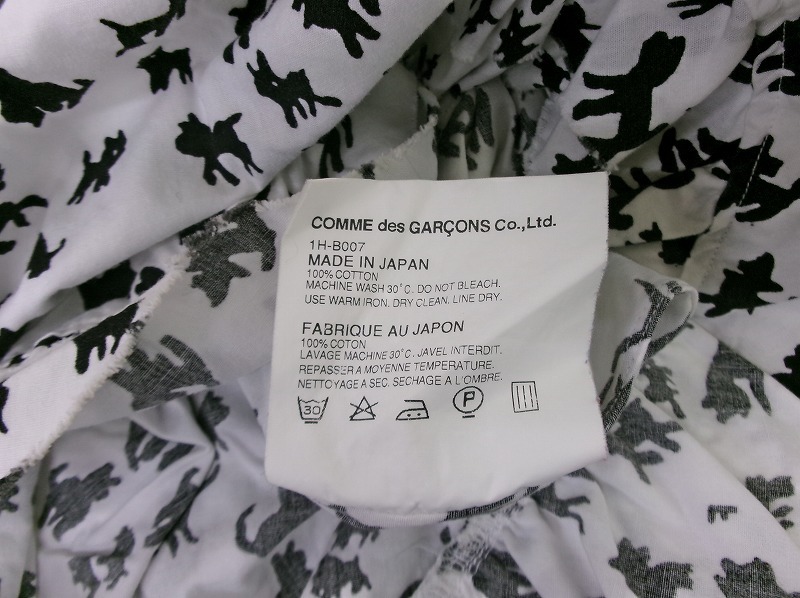 COMME des GARÇONS Co.,Ltd.
1H-B007
MADE IN JAPAN
100% COTTON
MACHINE WASH 30°C. DO NOT BLEACH.
USE WARM IRON. DRY CLEAN. LINE DRY.
FABRIQUE AU JAPON
100% COTON
LAVAGE MACHINE 30°C. JAVEL INTERDIT.
REPASSER A MOYENNE TEMPERATURE.
NETTOYAGE A SEC. SECHAGE A L'OMBRE.
30 P